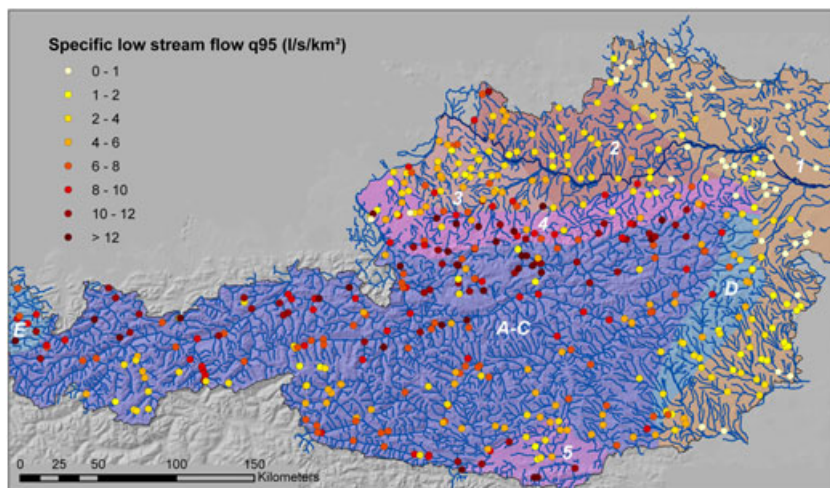 Specific low stream flow q95 (l/s/km²)
0 - 1
1 - 2
2 - 4
4 - 6
6 - 8
8 - 10
10 - 12
> 12
1
2
3
4
D
E
A-C
5
0 25 50 100 150
Kilometers